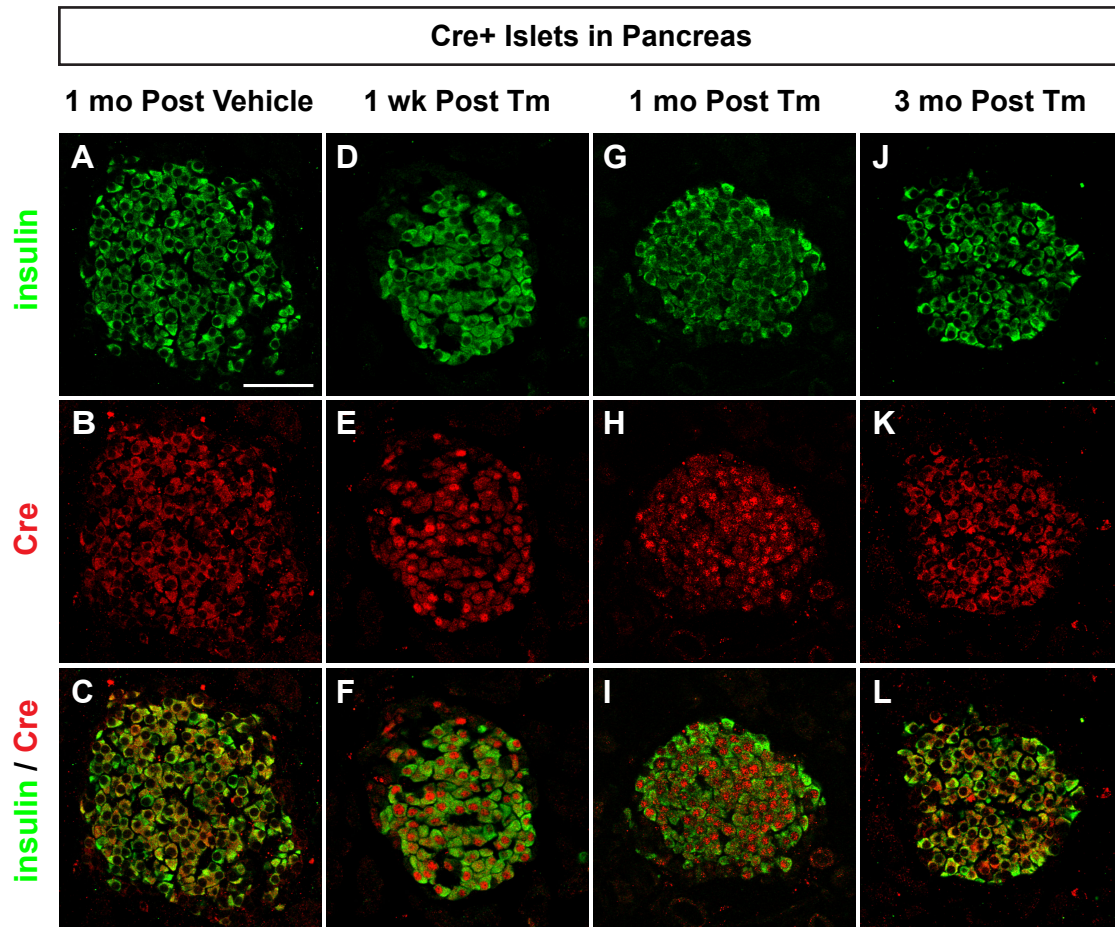 Cre+ Islets in Pancreas
1 mo Post Vehicle
1 wk Post Tm
1 mo Post Tm
3 mo Post Tm
insulin
A
D
G
J
Cre
B
E
H
K
insulin / Cre
C
F
I
L